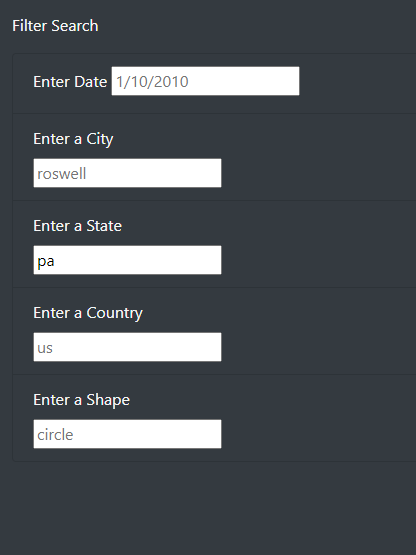 Filter Search
Enter Date 1/10/2010
Enter a City
roswell
Enter a State
pa
Enter a Country
us
Enter a Shape
circle